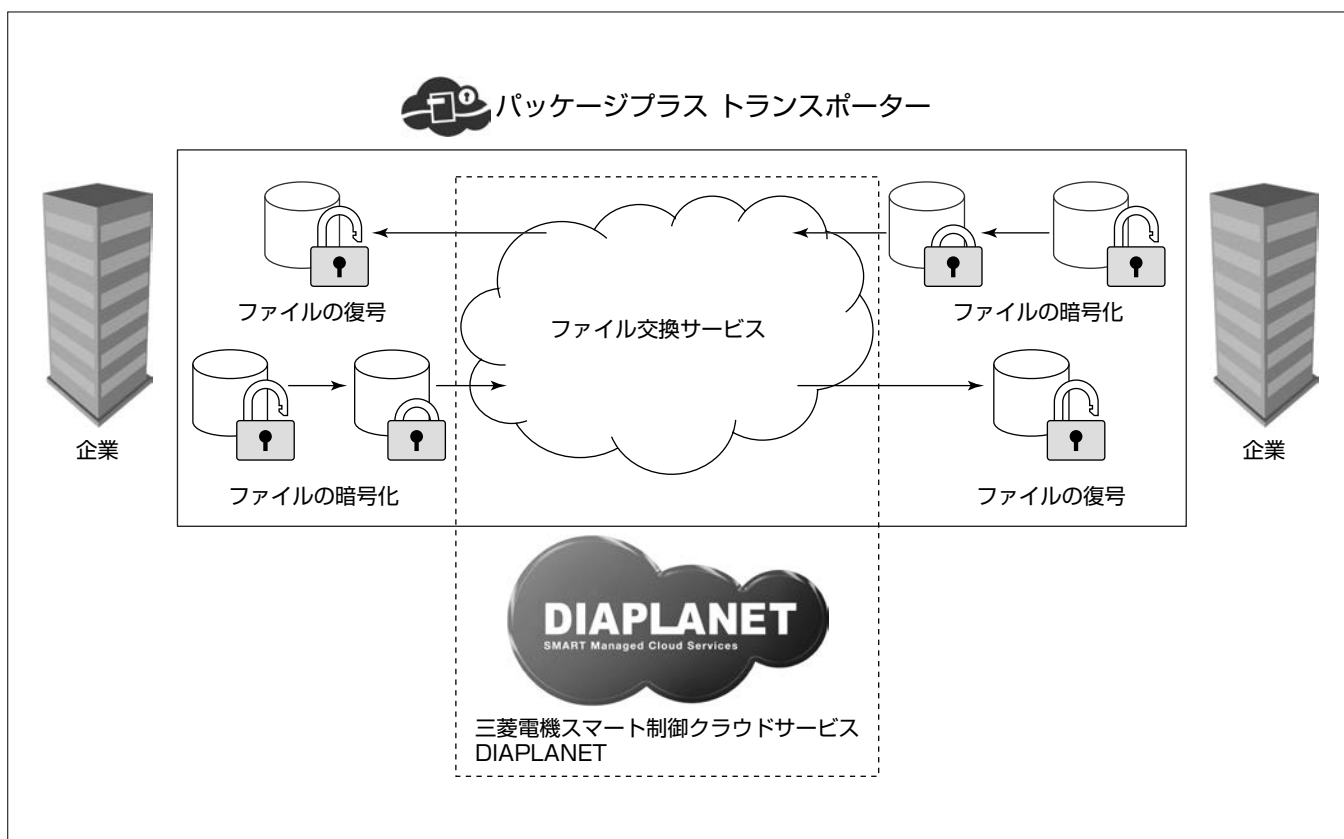 パッケージプラス トランスポーター
ファイルの復号
ファイルの暗号化
ファイル交換サービス
企業
企業
ファイルの暗号化
ファイルの復号
DIAPLANET
SMART Managed Cloud Services
三菱電機スマート制御クラウドサービス
DIAPLANET